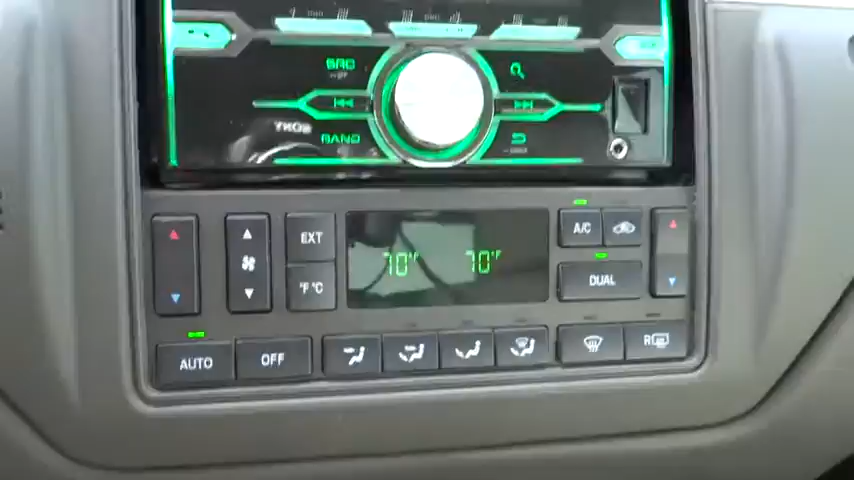 SRC
BAND
SONY
EXT
70°F 70°F
A/C
°F °C
DUAL
AUTO
OFF
R